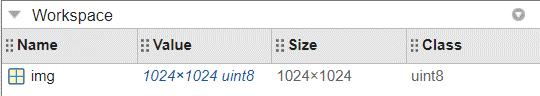 Workspace
Name Value Size Class
img 1024×1024 uint8 1024×1024 uint8